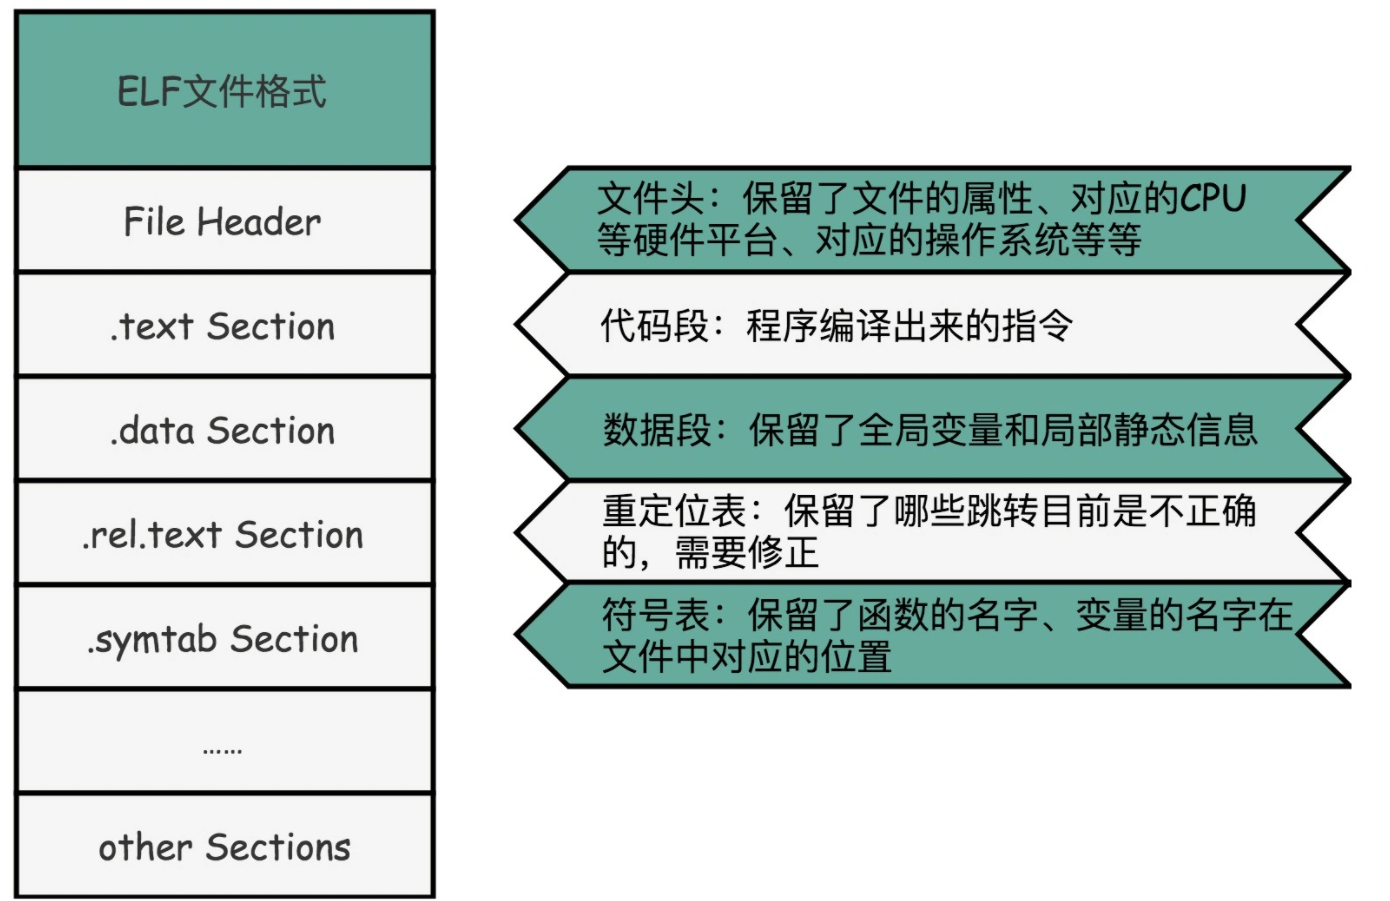 ELF文件格式
File Header
文件头：保留了文件的属性、对应的CPU
等硬件平台、对应的操作系统等等
.text Section
代码段：程序编译出来的指令
.data Section
数据段：保留了全局变量和局部静态信息
.rel.text Section
重定位表：保留了哪些跳转目前是不正确
的，需要修正
.symtab Section
符号表：保留了函数的名字、变量的名字在
文件中对应的位置
......
other Sections